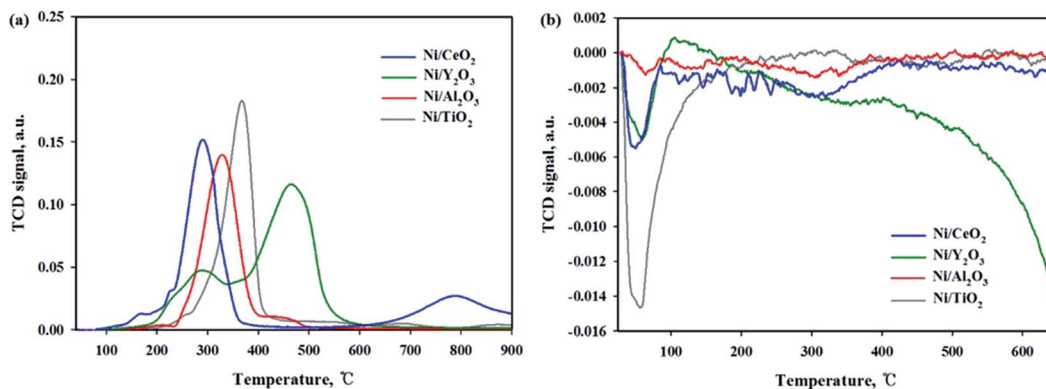 (a)
0.25
0.20
0.15
0.10
0.05
0.00
TCD signal, a.u.
Ni/CeO₂
Ni/Y₂O₃
Ni/Al₂O₃
Ni/TiO₂
100 200 300 400 500 600 700 800 900
Temperature, ℃
(b)
0.002
0.000
-0.002
-0.004
-0.006
-0.008
-0.010
-0.012
-0.014
-0.016
TCD signal, a.u.
Ni/CeO₂
Ni/Y₂O₃
Ni/Al₂O₃
Ni/TiO₂
100 200 300 400 500 600
Temperature, ℃